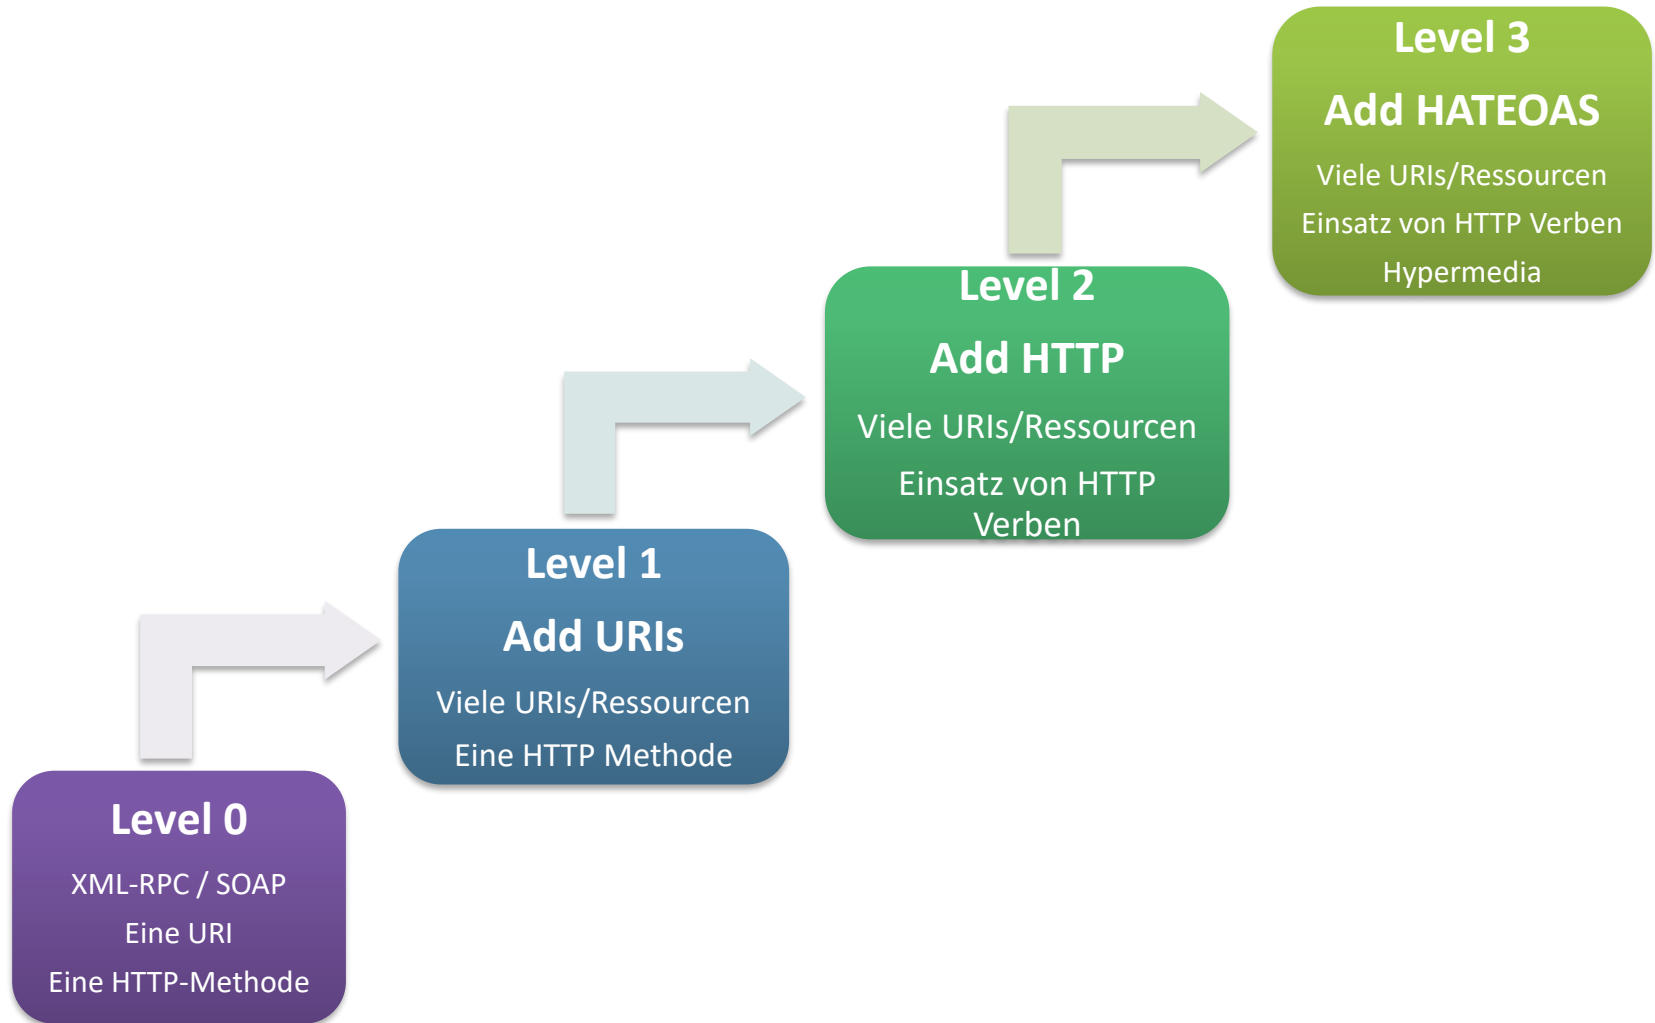 Level 3
Add HATEOAS
Viele URIs/Ressourcen
Einsatz von HTTP Verben
Hypermedia
Level 2
Add HTTP
Viele URIs/Ressourcen
Einsatz von HTTP
Verben
Level 1
Add URIs
Viele URIs/Ressourcen
Eine HTTP Methode
Level 0
XML-RPC / SOAP
Eine URI
Eine HTTP-Methode